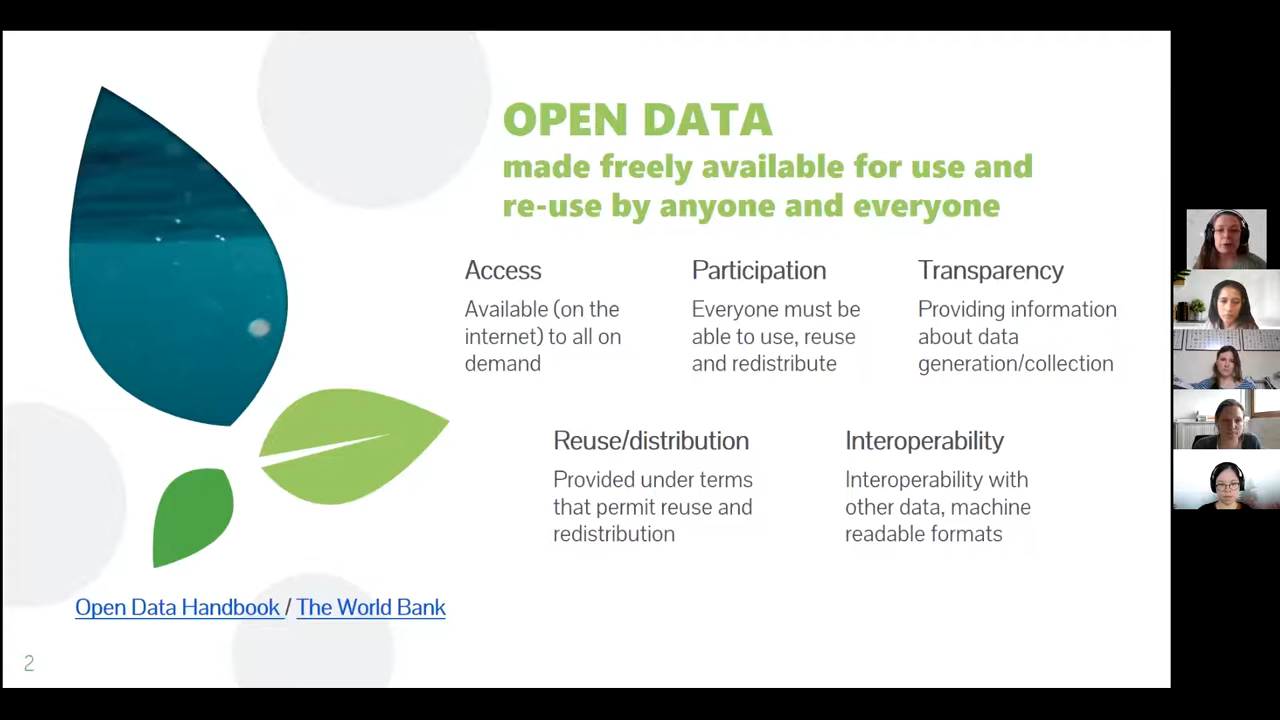 OPEN DATA
made freely available for use and
re-use by anyone and everyone
Access
Available (on the
internet) to all on
demand
Participation
Everyone must be
able to use, reuse
and redistribute
Transparency
Providing information
about data
generation/collection
Reuse/distribution
Provided under terms
that permit reuse and
redistribution
Interoperability
Interoperability with
other data, machine
readable formats
Open Data Handbook / The World Bank
2